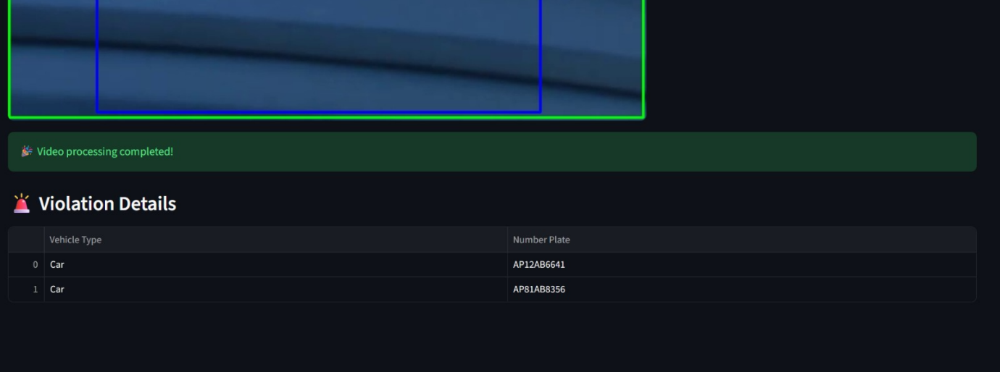 🎉 Video processing completed!
🚨 Violation Details
Vehicle Type Number Plate
0 Car AP12AB6641
1 Car AP81AB8356